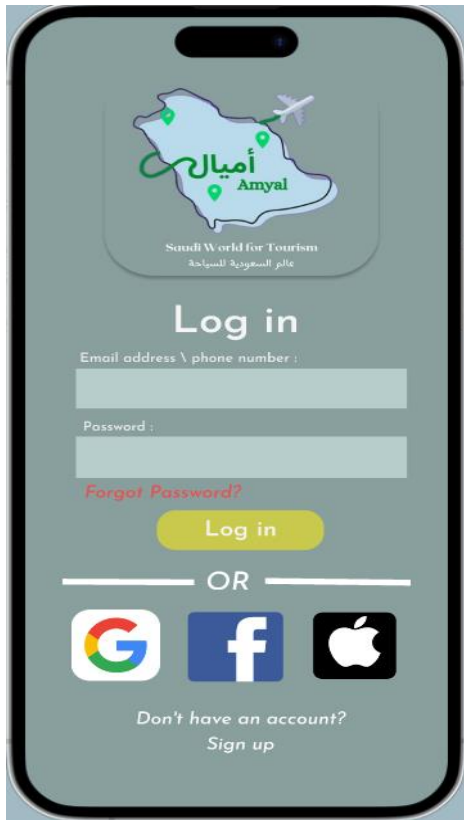 أميال
Amyal
Saudi World for Tourism
عالم السعودية للسياحة
Log in
Email address \ phone number :
Password :
Forgot Password?
Log in
OR
Don't have an account?
Sign up